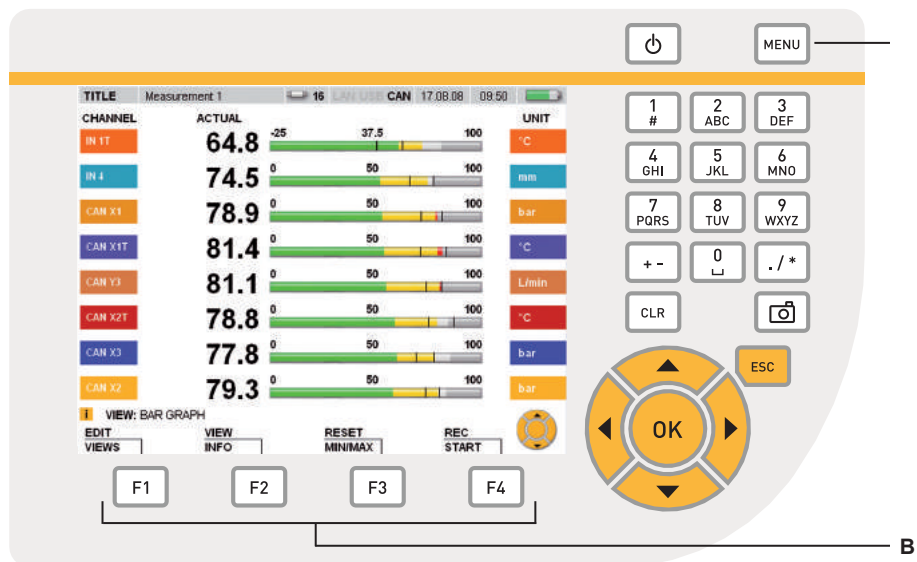 MENU
TITLE Measurement 1 16 LAN USB CAN 17.08.08 09:50
CHANNEL ACTUAL UNIT
IN 1T 64.8 -25 37.5 100 °C
IN 4 74.5 0 50 100 mm
CAN X1 78.9 0 50 100 bar
CAN X1T 81.4 0 50 100 °C
CAN Y3 81.1 0 50 100 L/min
CAN X2T 78.8 0 50 100 °C
CAN X3 77.8 0 50 100 bar
CAN X2 79.3 0 50 100 bar
i VIEW: BAR GRAPH
EDIT VIEW RESET REC
VIEWS INFO MIN/MAX START
F1 F2 F3 F4
1 2 3
# ABC DEF
4 5 6
GHI JKL MNO
7 8 9
PQRS TUV WXYZ
+ - 0 ␣ . / *
CLR
ESC
OK
B